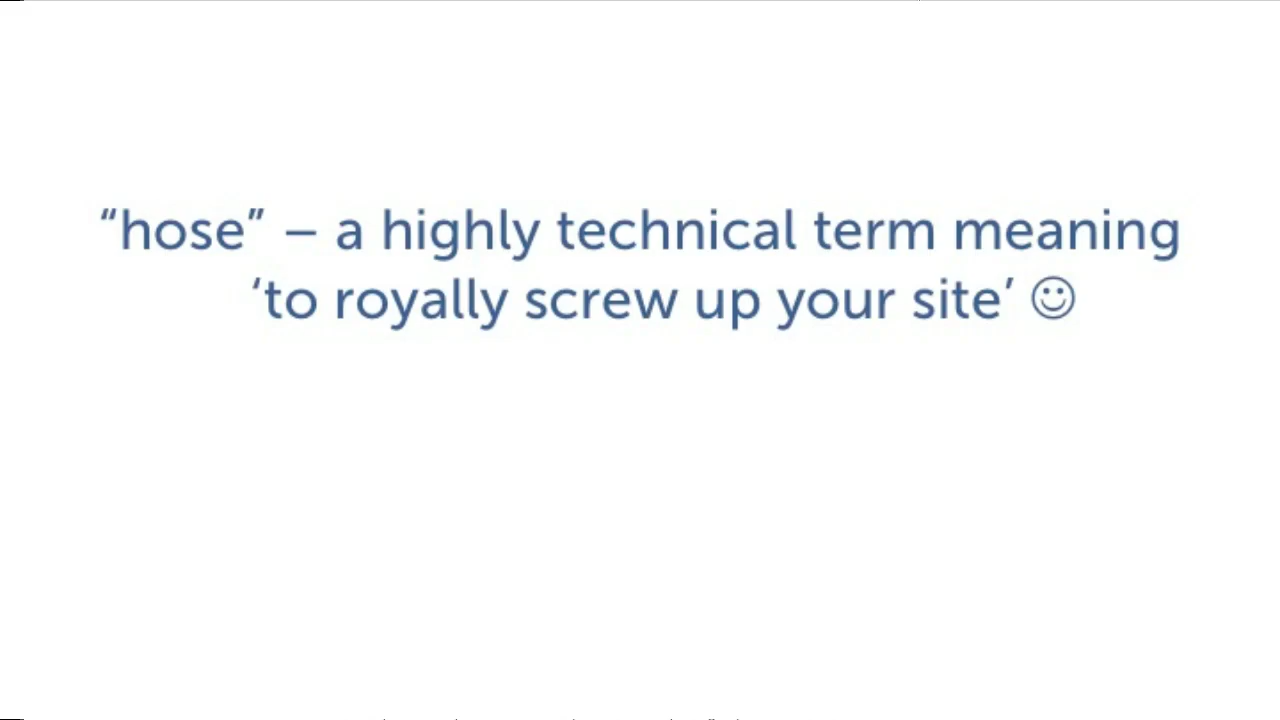 “hose” – a highly technical term meaning
‘to royally screw up your site’ ☺